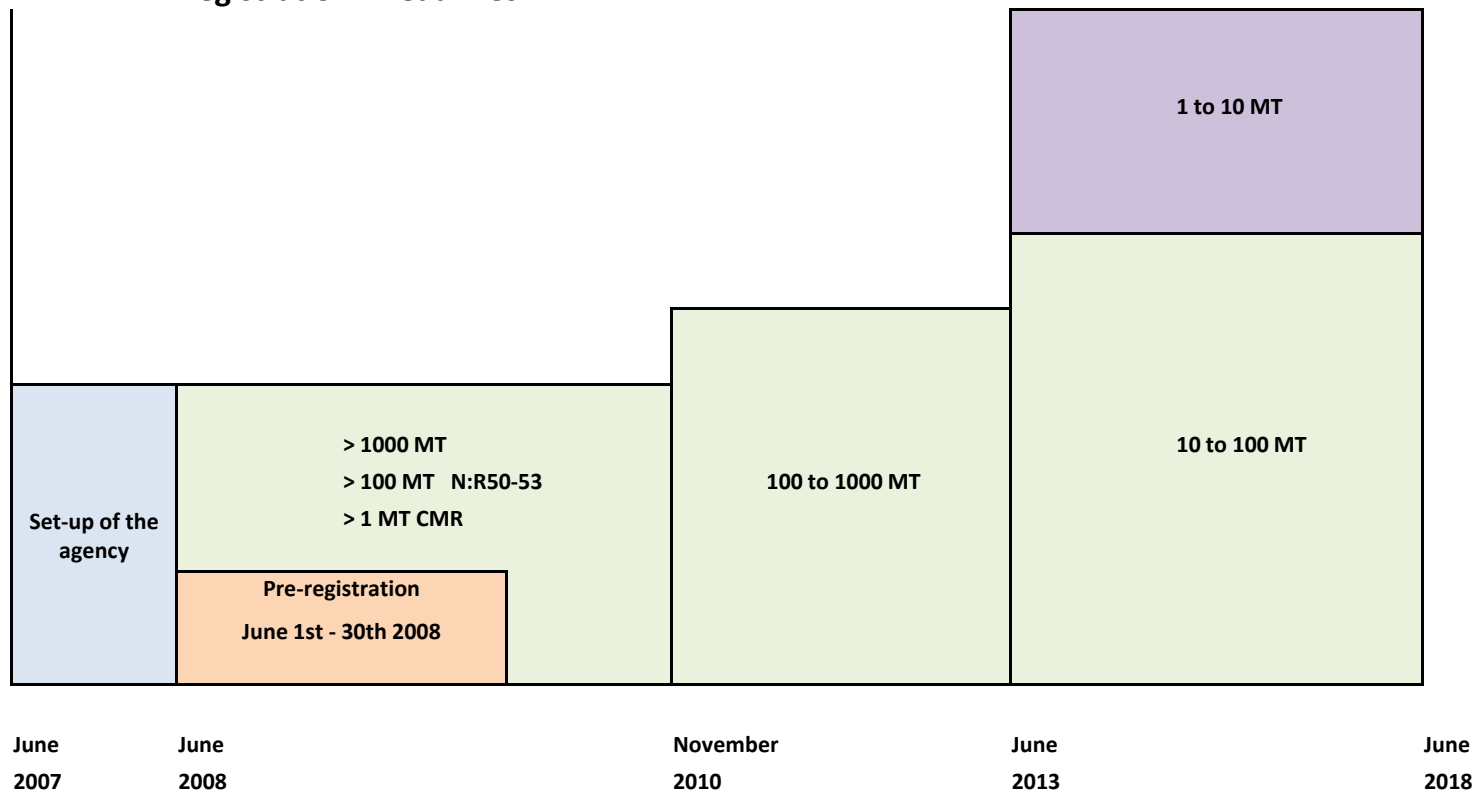 1 to 10 MT
> 1000 MT
> 100 MT   N:R50-53
> 1 MT CMR
100 to 1000 MT
10 to 100 MT
Set-up of the
agency
Pre-registration
June 1st - 30th 2008
June June November June June
2007 2008 2010 2013 2018